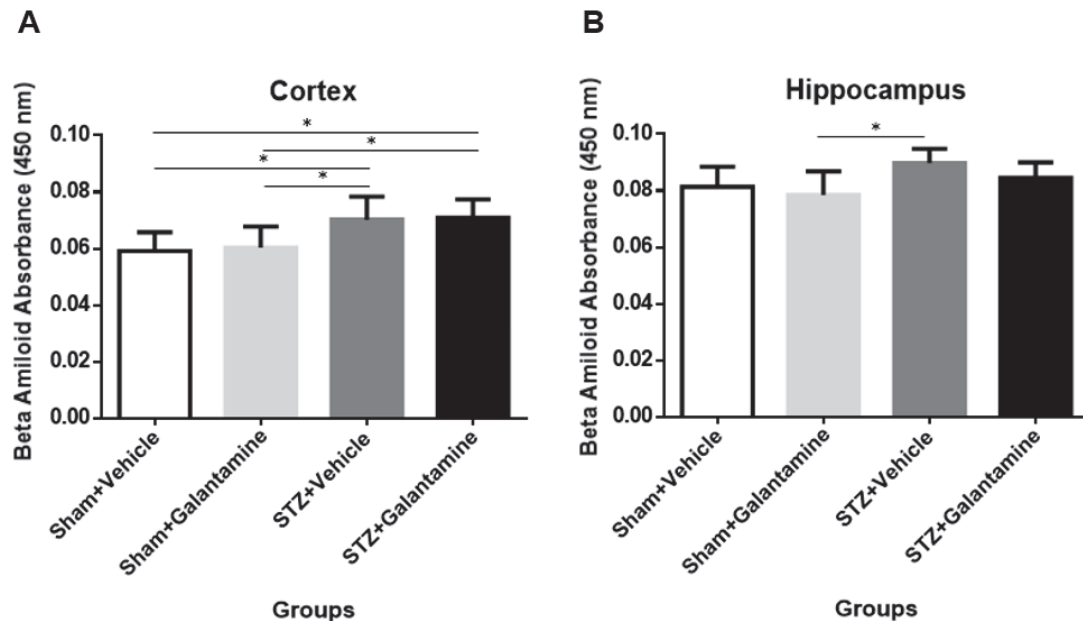 A
Cortex
Beta Amiloid Absorbance (450 nm)
0.10
0.08
0.06
0.04
0.02
0.00
*
*
*
*
Sham+Vehicle
Sham+Galantamine
STZ+Vehicle
STZ+Galantamine
Groups
B
Hippocampus
Beta Amiloid Absorbance (450 nm)
0.10
0.08
0.06
0.04
0.02
0.00
*
Sham+Vehicle
Sham+Galantamine
STZ+Vehicle
STZ+Galantamine
Groups